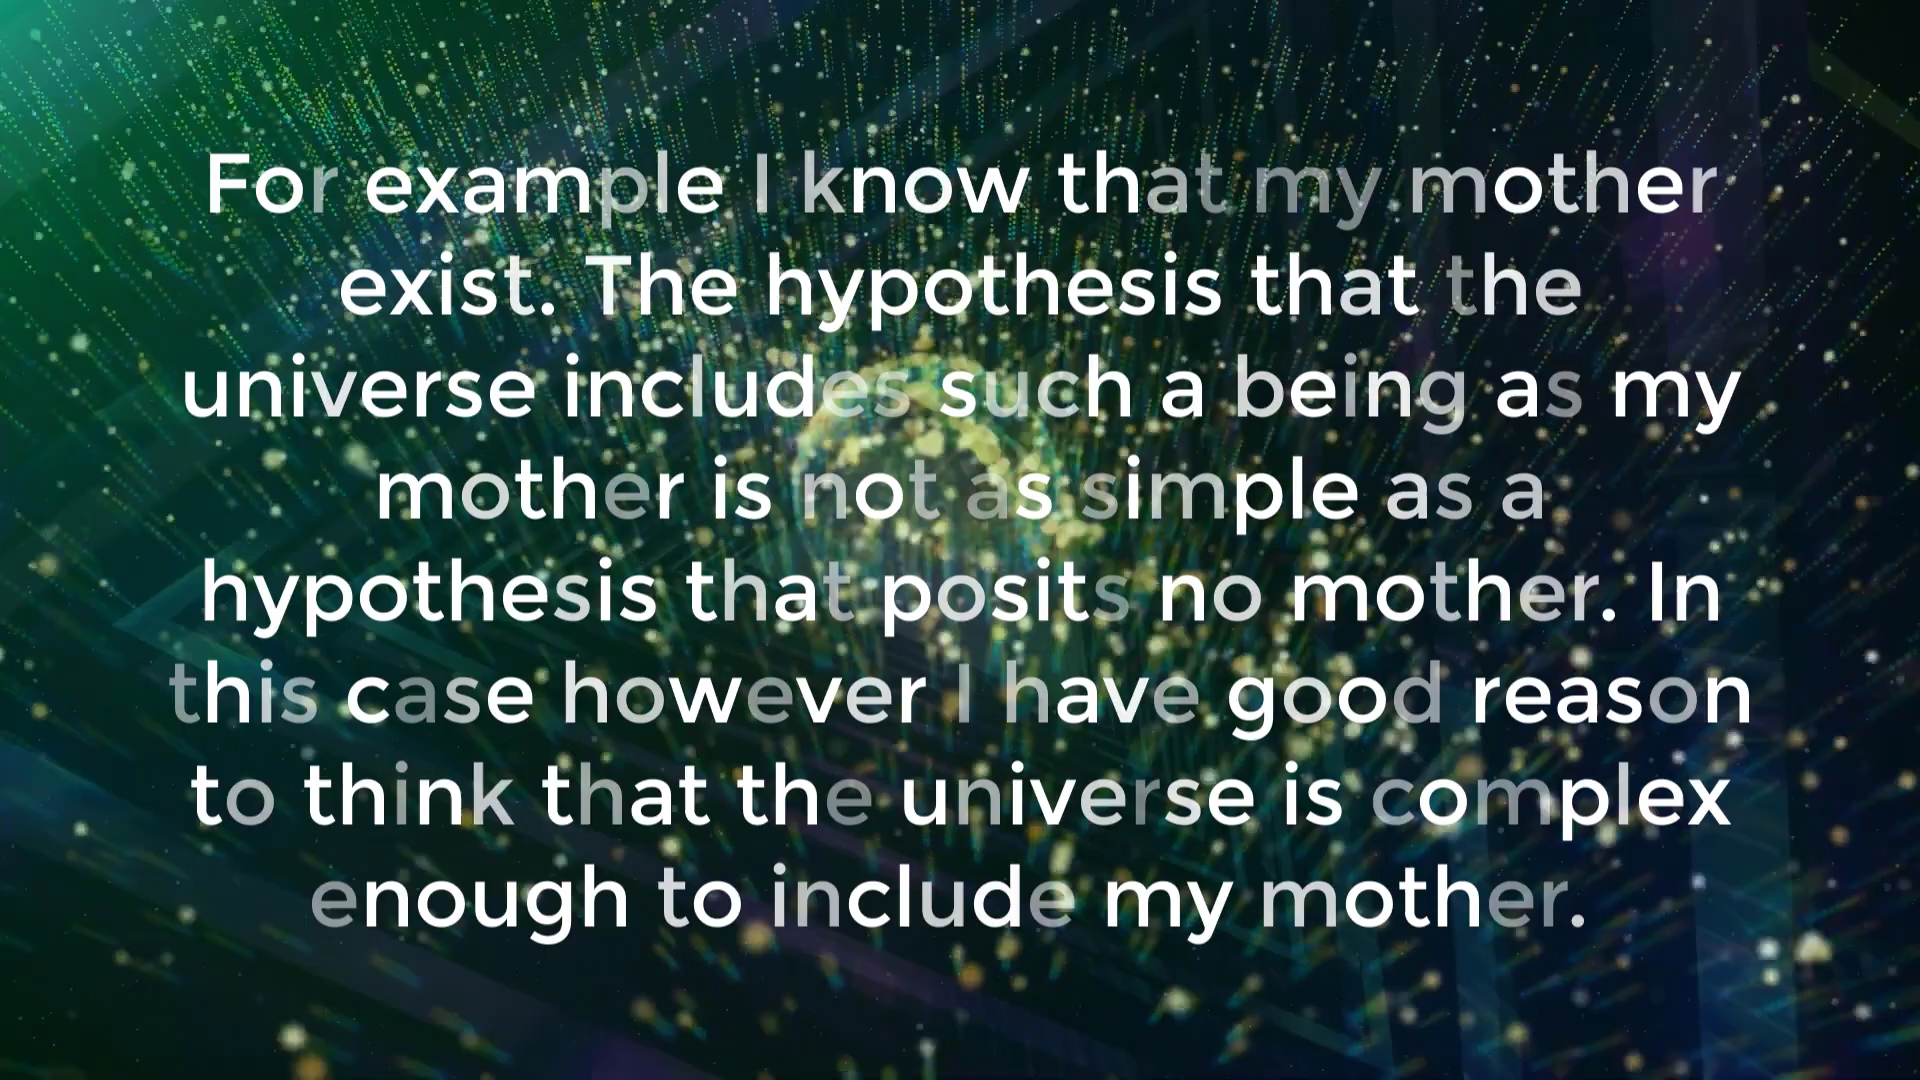 For example I know that my mother
exist. The hypothesis that the
universe includes such a being as my
mother is not as simple as a
hypothesis that posits no mother. In
this case however I have good reason
to think that the universe is complex
enough to include my mother.